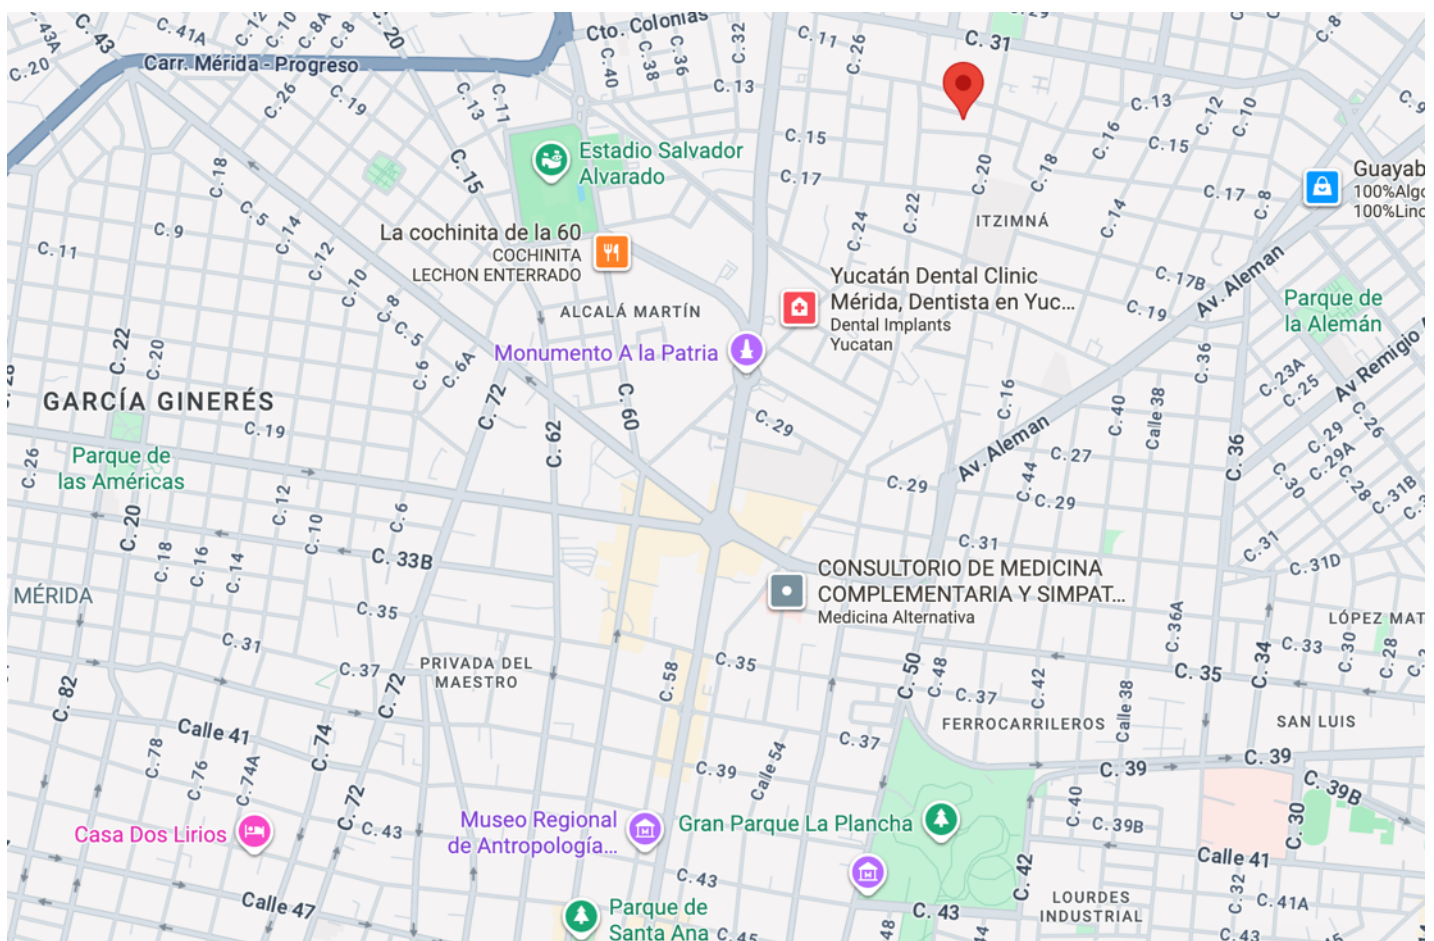 C. 43A
C. 43
C. 41A
C. 12
C. 10
C. 8A
C. 8
C. 20
Cto. Colonias
C. 32
C. 11
C. 26
C. 29
C. 31
C. 8
C. 20
Carr. Mérida - Progreso
C. 40
C. 38
C. 36
C. 13
C. 26
C. 19
C. 13
C. 11
C. 13
C. 12
C. 10
C. 9
C. 15
C. 16
C. 15
Estadio Salvador
Alvarado
C. 15
C. 18
C. 17
C. 20
C. 18
C. 17
C. 8
Guayab
100%Algo
100%Lino
C. 5
C. 14
C. 9
C. 11
C. 12
C. 10
C. 8
C. 5
La cochinita de la 60
COCHINITA
LECHON ENTERRADO
C. 24
C. 22
ITZIMNÁ
C. 14
C. 17B
C. 19
Av. Aleman
Parque de
la Alemán
Yucatán Dental Clinic
Mérida, Dentista en Yuc...
Dental Implants
Yucatan
ALCALÁ MARTÍN
Monumento A la Patria
C. 22
C. 20
C. 6
C. 6A
C. 72
C. 60
C. 62
C. 36
C. 23A
C. 25
Av Remigio
GARCÍA GINERÉS
C. 19
C. 29
C. 16
C. 40
Calle 38
C. 26
Parque de
las Américas
C. 26
C. 12
C. 10
C. 6
C. 20
Av. Aleman
C. 27
C. 44
C. 29
C. 29
C. 36
C. 29
C. 29A
C. 30
C. 28
C. 31B
C. 31
C. 31
C. 31D
C. 18
C. 16
C. 14
C. 33B
MÉRIDA
C. 35
C. 31
C. 37
CONSULTORIO DE MEDICINA
COMPLEMENTARIA Y SIMPAT...
Medicina Alternativa
C. 36A
LÓPEZ MAT
C. 33
C. 30
C. 28
C. 34
C. 35
PRIVADA DEL
MAESTRO
C. 58
C. 35
C. 50
C. 48
C. 37
C. 42
Calle 38
C. 82
C. 72
Calle 41
C. 74
C. 78
C. 76
C. 74A
C. 72
FERROCARRILEROS
SAN LUIS
C. 37
C. 39
Calle 54
C. 39
C. 39
C. 39B
Casa Dos Lirios
C. 43
Museo Regional
de Antropología...
Gran Parque La Plancha
C. 40
C. 39B
C. 30
Calle 41
C. 43
C. 42
C. 32
C. 41A
Calle 47
Parque de
Santa Ana
C. 45
48
C. 43
LOURDES
INDUSTRIAL
C. 43